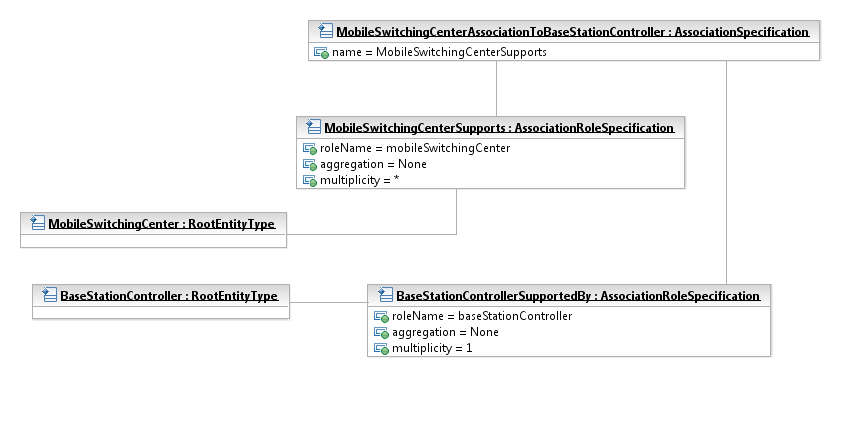 MobileSwitchingCenterAssociationToBaseStationController : AssociationSpecification
name = MobileSwitchingCenterSupports
MobileSwitchingCenterSupports : AssociationRoleSpecification
roleName = mobileSwitchingCenter
aggregation = None
multiplicity = *
MobileSwitchingCenter : RootEntityType
BaseStationController : RootEntityType
BaseStationControllerSupportedBy : AssociationRoleSpecification
roleName = baseStationController
aggregation = None
multiplicity = 1